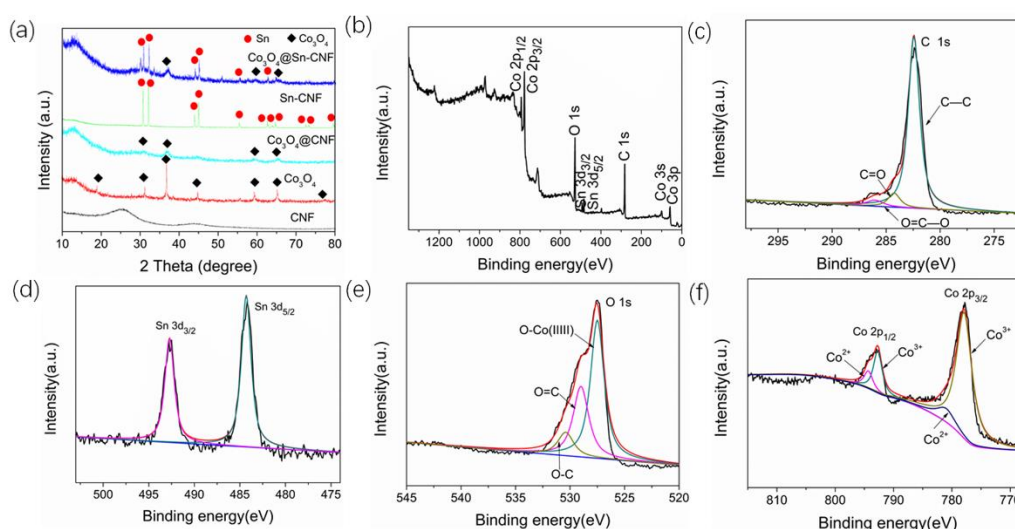 (a)
Intensity(a.u.)
Sn Co3O4
Co3O4@Sn-CNF
Sn-CNF
Co3O4@CNF
Co3O4
CNF
10 20 30 40 50 60 70 80
2 Theta (degree)
(b)
Intensity(a.u.)
Co 2p1/2
Co 2p3/2
O 1s
Sn 3d3/2
Sn 3d5/2
C 1s
Co 3s
Co 3p
1200 1000 800 600 400 200 0
Binding energy(eV)
(c)
Intensity(a.u.)
C 1s
C—C
C=O
O=C—O
295 290 285 280 275
Binding energy(eV)
(d)
Intensity(a.u.)
Sn 3d3/2
Sn 3d5/2
500 495 490 485 480 475
Binding energy(eV)
(e)
Intensity(a.u.)
O 1s
O-Co(IIIII)
O=C
O-C
545 540 535 530 525 520
Binding energy(eV)
(f)
Intensity(a.u.)
Co 2p3/2
Co 2p1/2
Co3+
Co2+
Co3+
Co2+
810 800 790 780 770
Binding energy(eV)